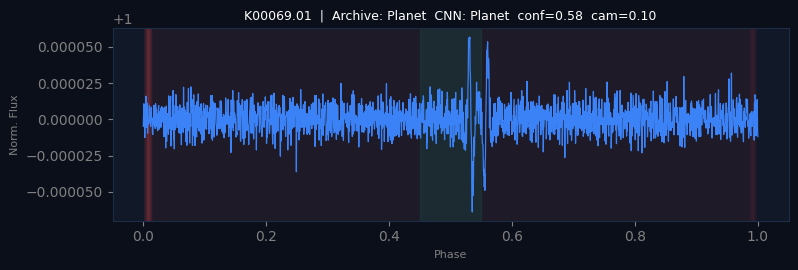 K00069.01 | Archive: Planet CNN: Planet conf=0.58 cam=0.10
+1
0.000050
0.000025
0.000000
−0.000025
−0.000050
Norm. Flux
0.0 0.2 0.4 0.6 0.8 1.0
Phase